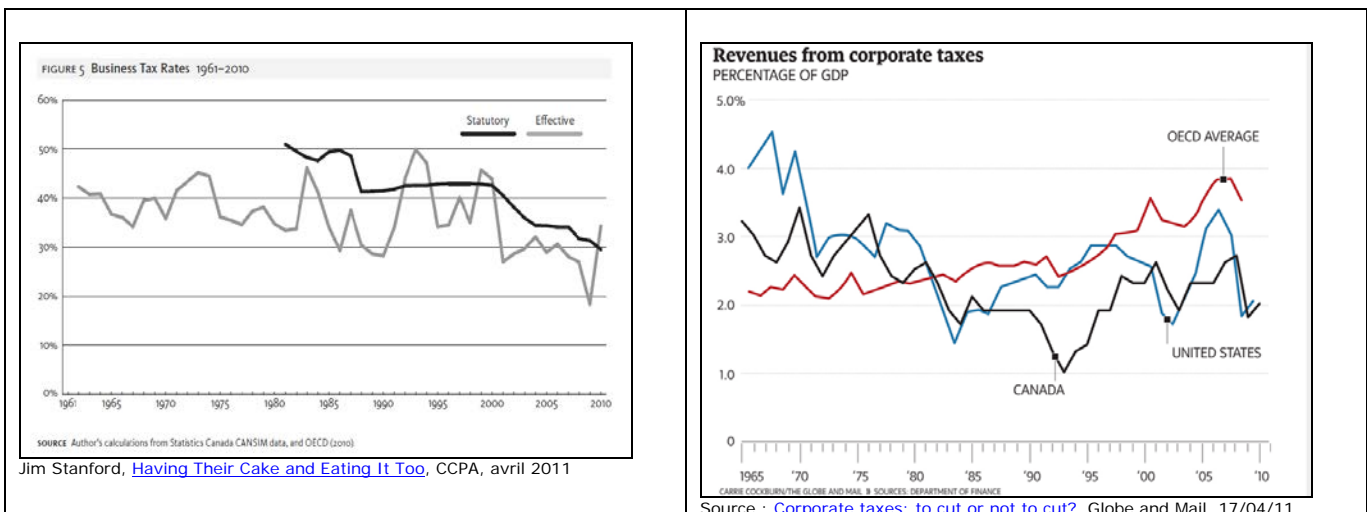 FIGURE 5 Business Tax Rates 1961–2010
60%
Statutory Effective
50%
40%
30%
20%
10%
0%
1961 1965 1970 1975 1980 1985 1990 1995 2000 2005 2010
SOURCE Author's calculations from Statistics Canada CANSIM data, and OECD (2010)
Jim Stanford, Having Their Cake and Eating It Too, CCPA, avril 2011
Revenues from corporate taxes
PERCENTAGE OF GDP
5.0%
OECD AVERAGE
4.0
3.0
2.0
UNITED STATES
1.0
CANADA
0
1965 '70 '75 '80 '85 '90 '95 '00 '05 '10
CARRIE COCKBURN/THE GLOBE AND MAIL SOURCES: DEPARTMENT OF FINANCE
Source : Corporate taxes: to cut or not to cut?, Globe and Mail, 17/04/11